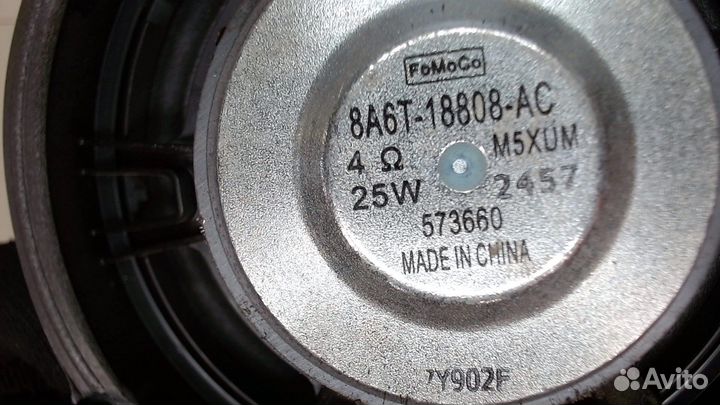 FoMoCo
8A6T-18808-AC
4 Ω M5XUM
25W 2457
573660
MADE IN CHINA
7Y902F
Avito